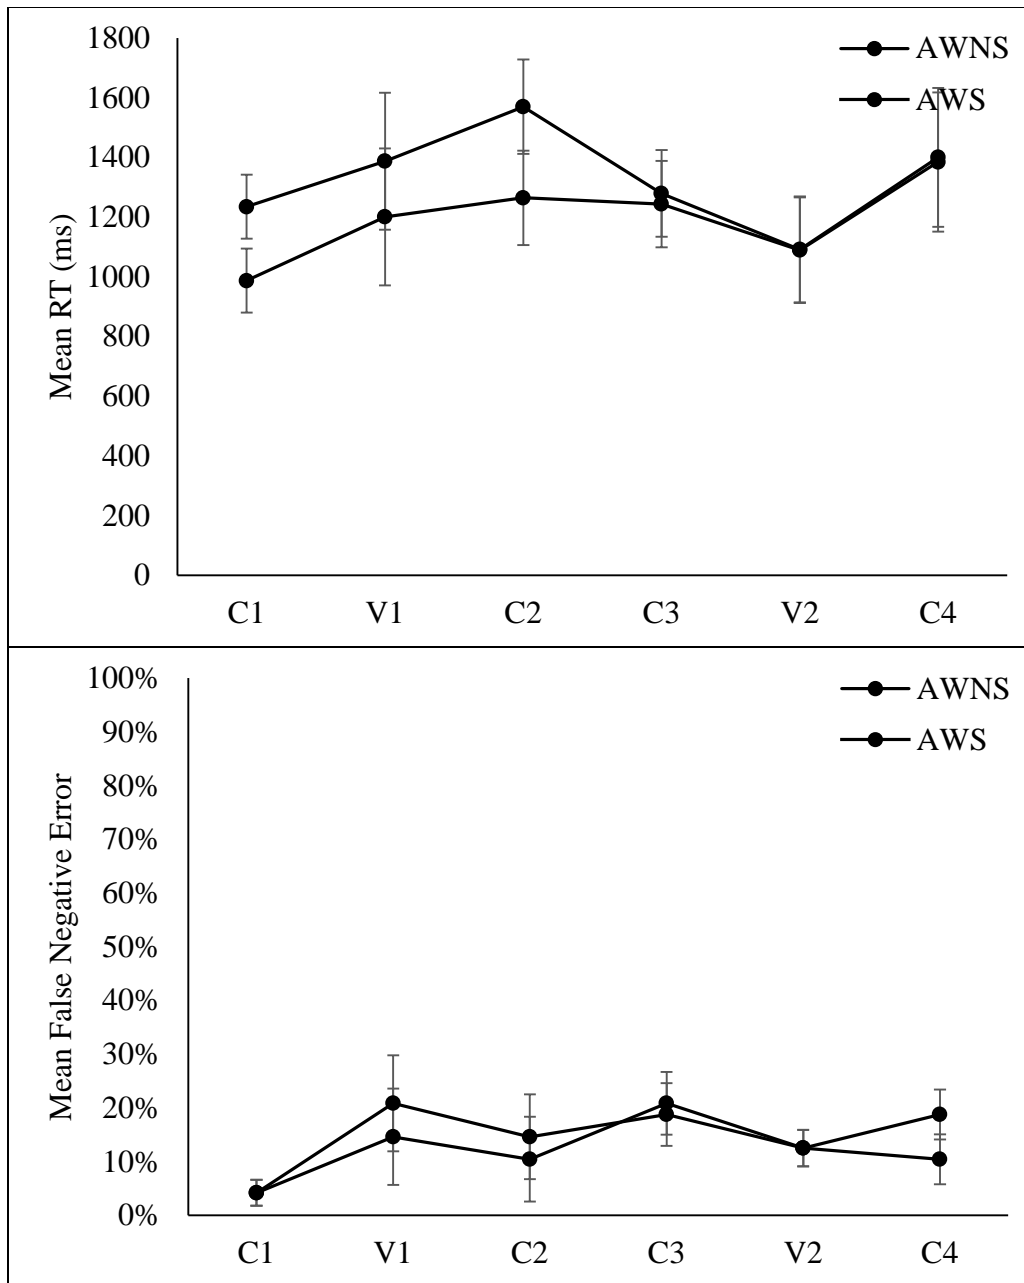 1800
1600
1400
1200
1000
800
600
400
200
0
Mean RT (ms)
AWNS
AWS
C1 V1 C2 C3 V2 C4
100%
90%
80%
70%
60%
50%
40%
30%
20%
10%
0%
Mean False Negative Error
AWNS
AWS
C1 V1 C2 C3 V2 C4